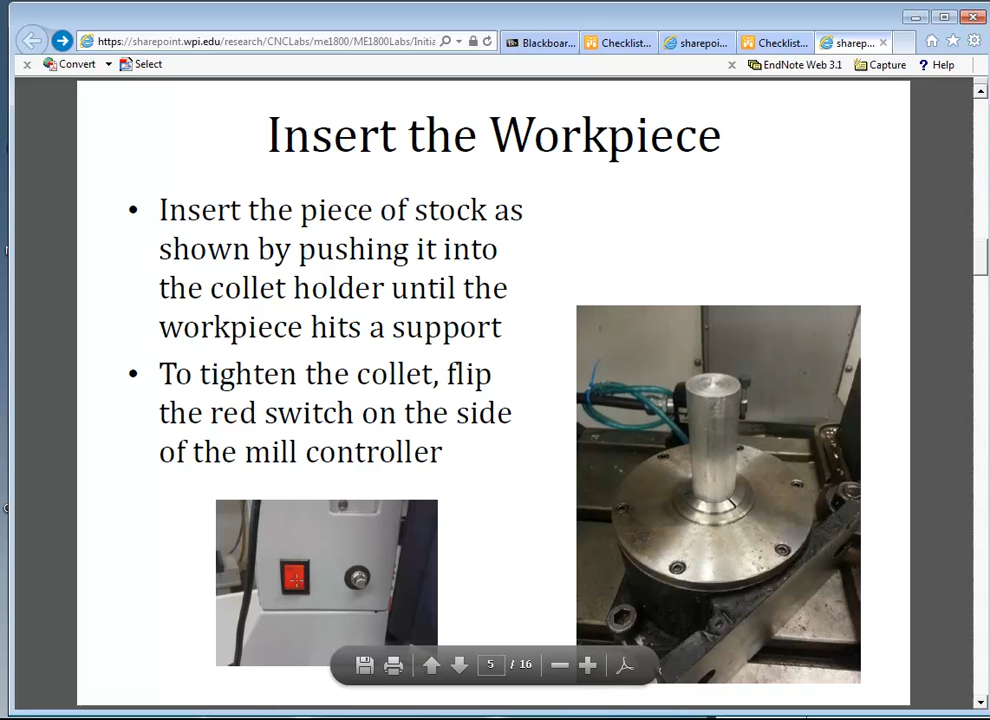 https://sharepoint.wpi.edu/research/CNCLabs/me1800/ME1800Labs/Initia
Blackboar...
Checklist...
sharepoi...
Checklist...
sharep...
x Convert Select
x EndNote Web 3.1 Capture ? Help
Insert the Workpiece
• Insert the piece of stock as
shown by pushing it into
the collet holder until the
workpiece hits a support
• To tighten the collet, flip
the red switch on the side
of the mill controller
5 / 16